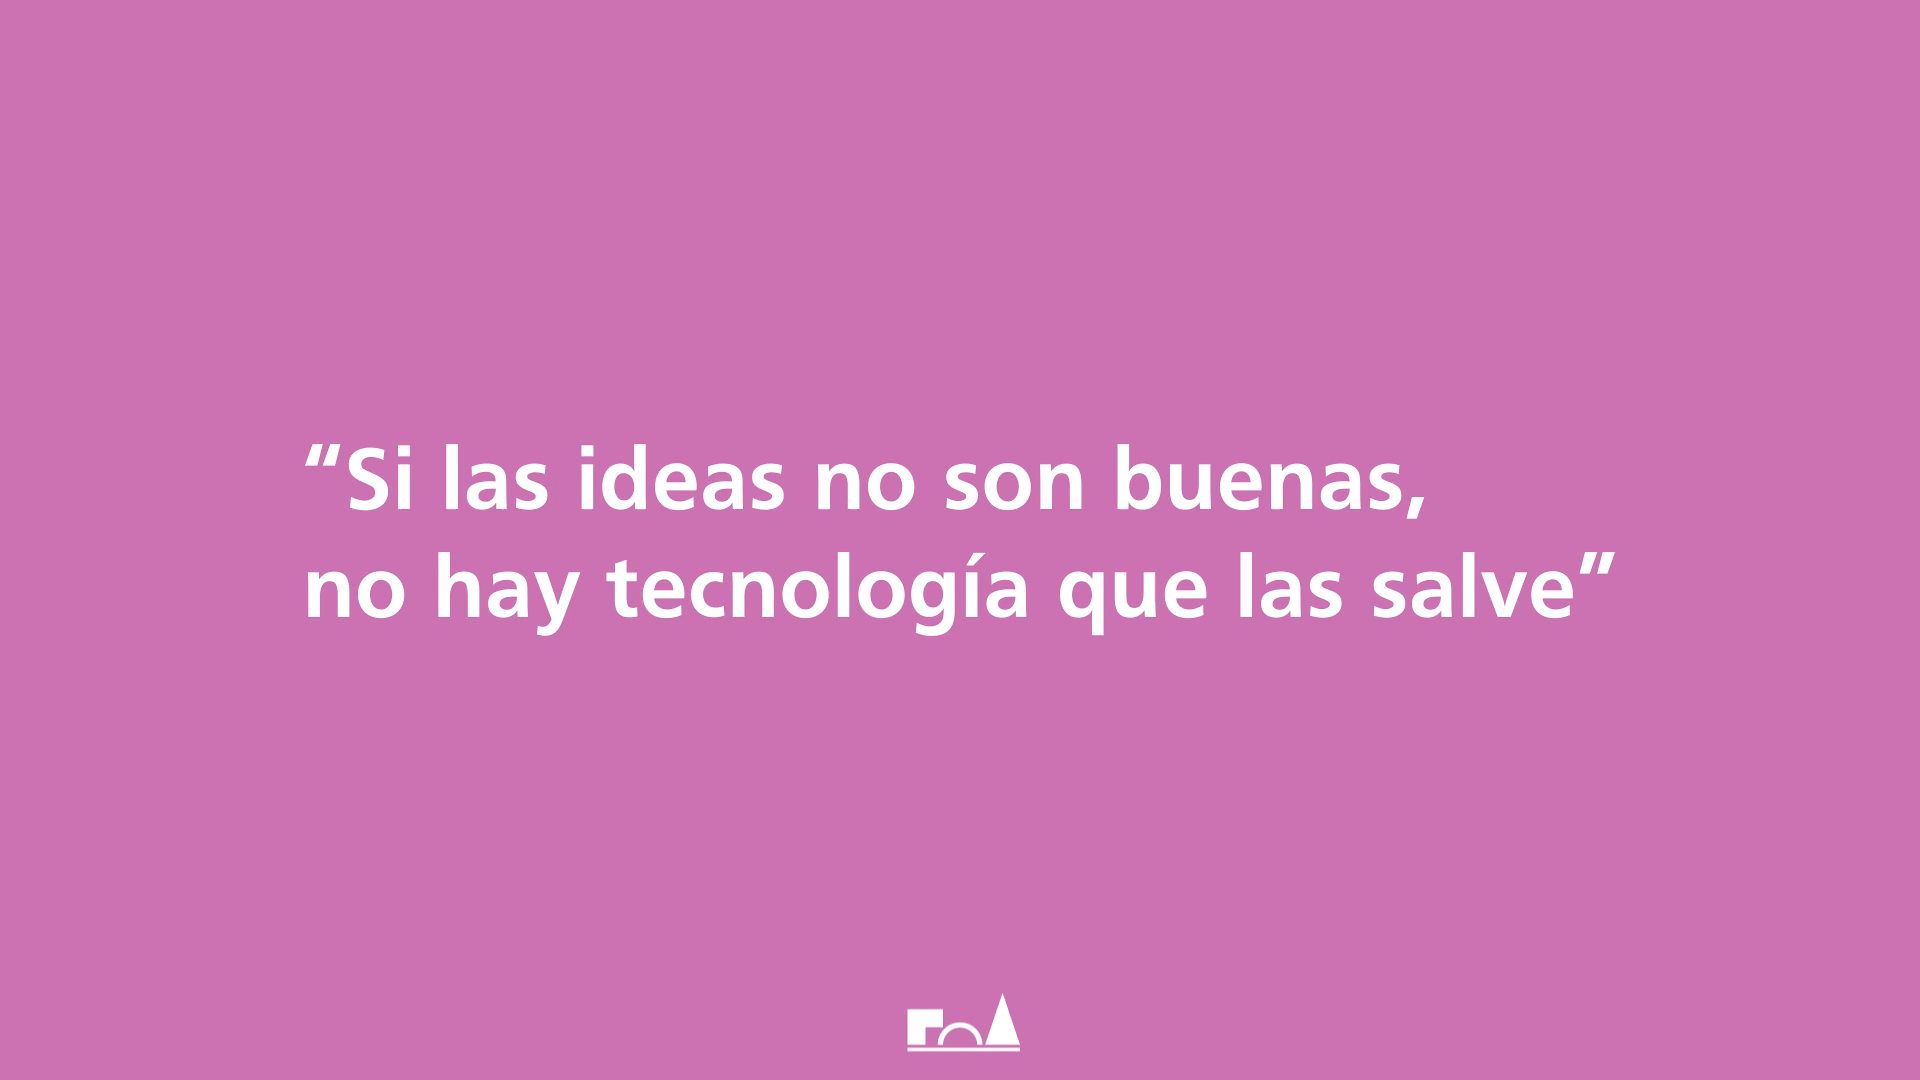 “Si las ideas no son buenas,
no hay tecnología que las salve”